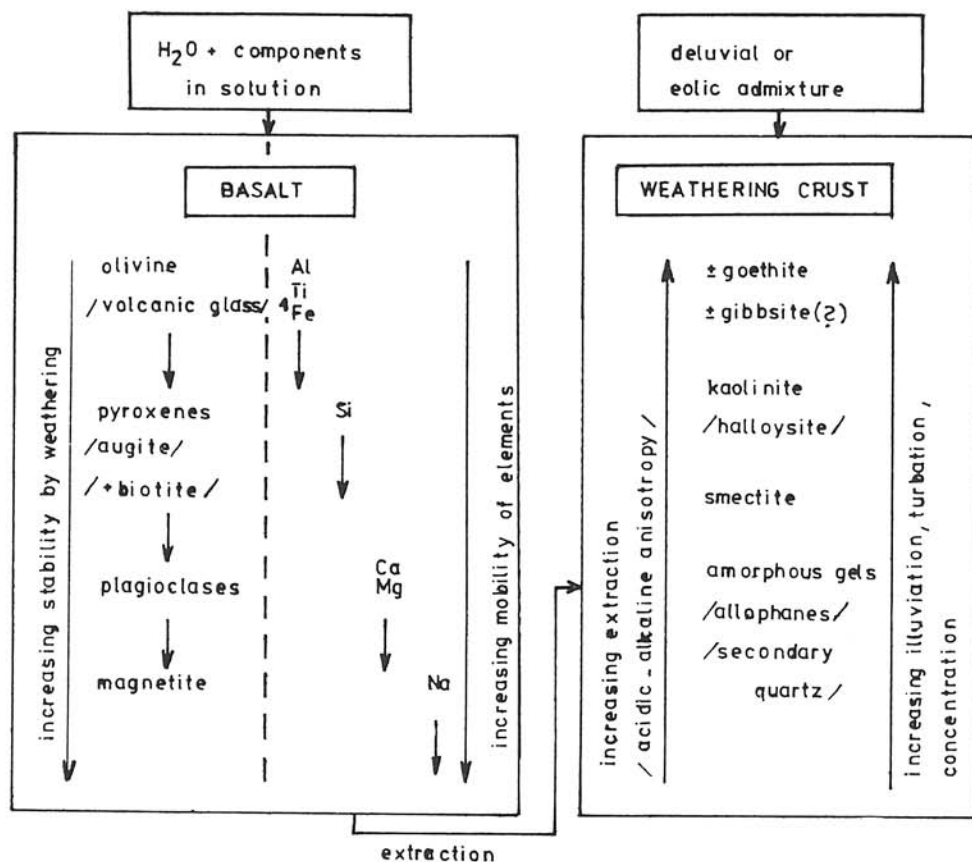 H2O + components
in solution
deluvial or
eolic admixture
BASALT
WEATHERING CRUST
increasing stability by weathering
olivine
/volcanic glass/
pyroxenes
/augite/
/+biotite/
plagioclases
magnetite
4
Al
Ti
Fe
Si
Ca
Mg
Na
increasing mobility of elements
increasing extraction
/acidic-alkaline anisotropy/
± goethite
± gibbsite(?)
kaolinite
/halloysite/
smectite
amorphous gels
/allophanes/
/secondary
quartz/
increasing illuviation, turbation,
concentration
extraction